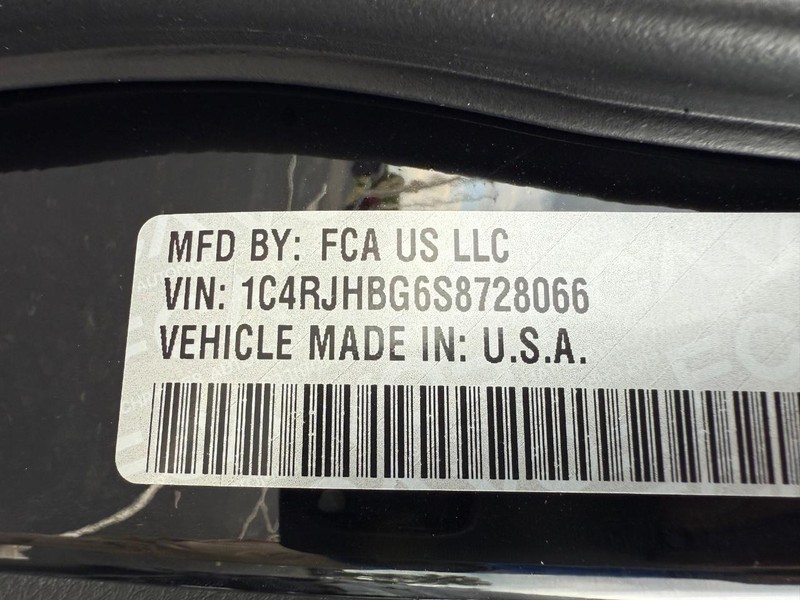 MFD BY: FCA US LLC
VIN: 1C4RJHBG6S8728066
VEHICLE MADE IN: U.S.A.